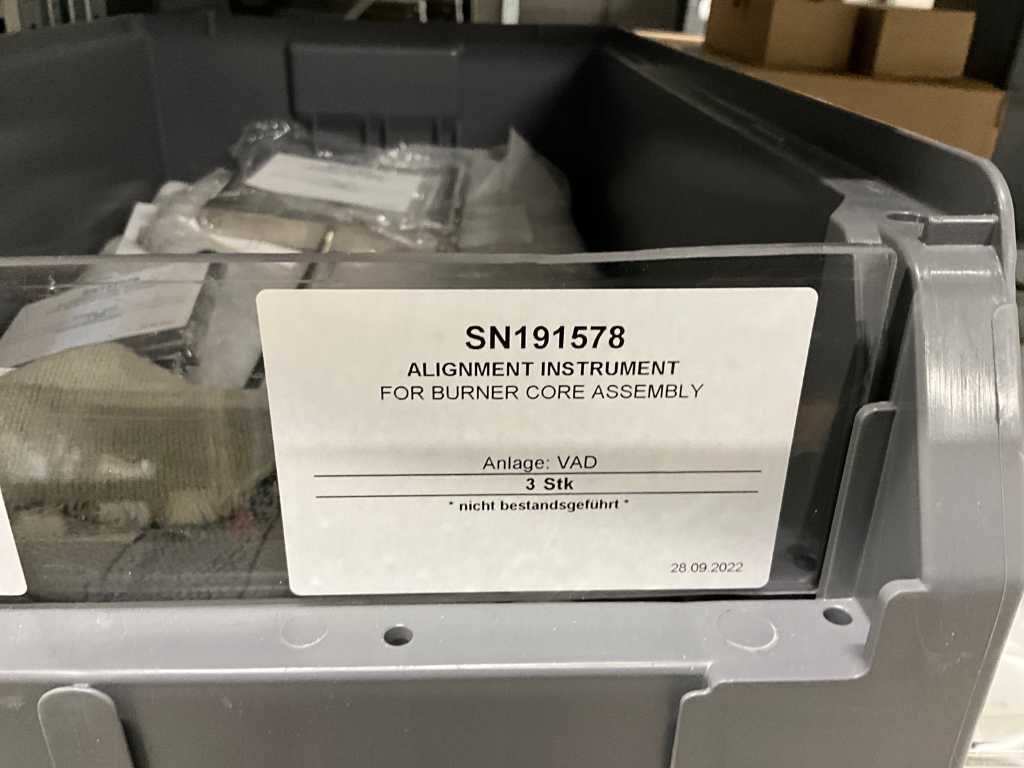 SN191578
ALIGNMENT INSTRUMENT
FOR BURNER CORE ASSEMBLY
Anlage: VAD
3 Stk
* nicht bestandsgeführt *
28.09.2022